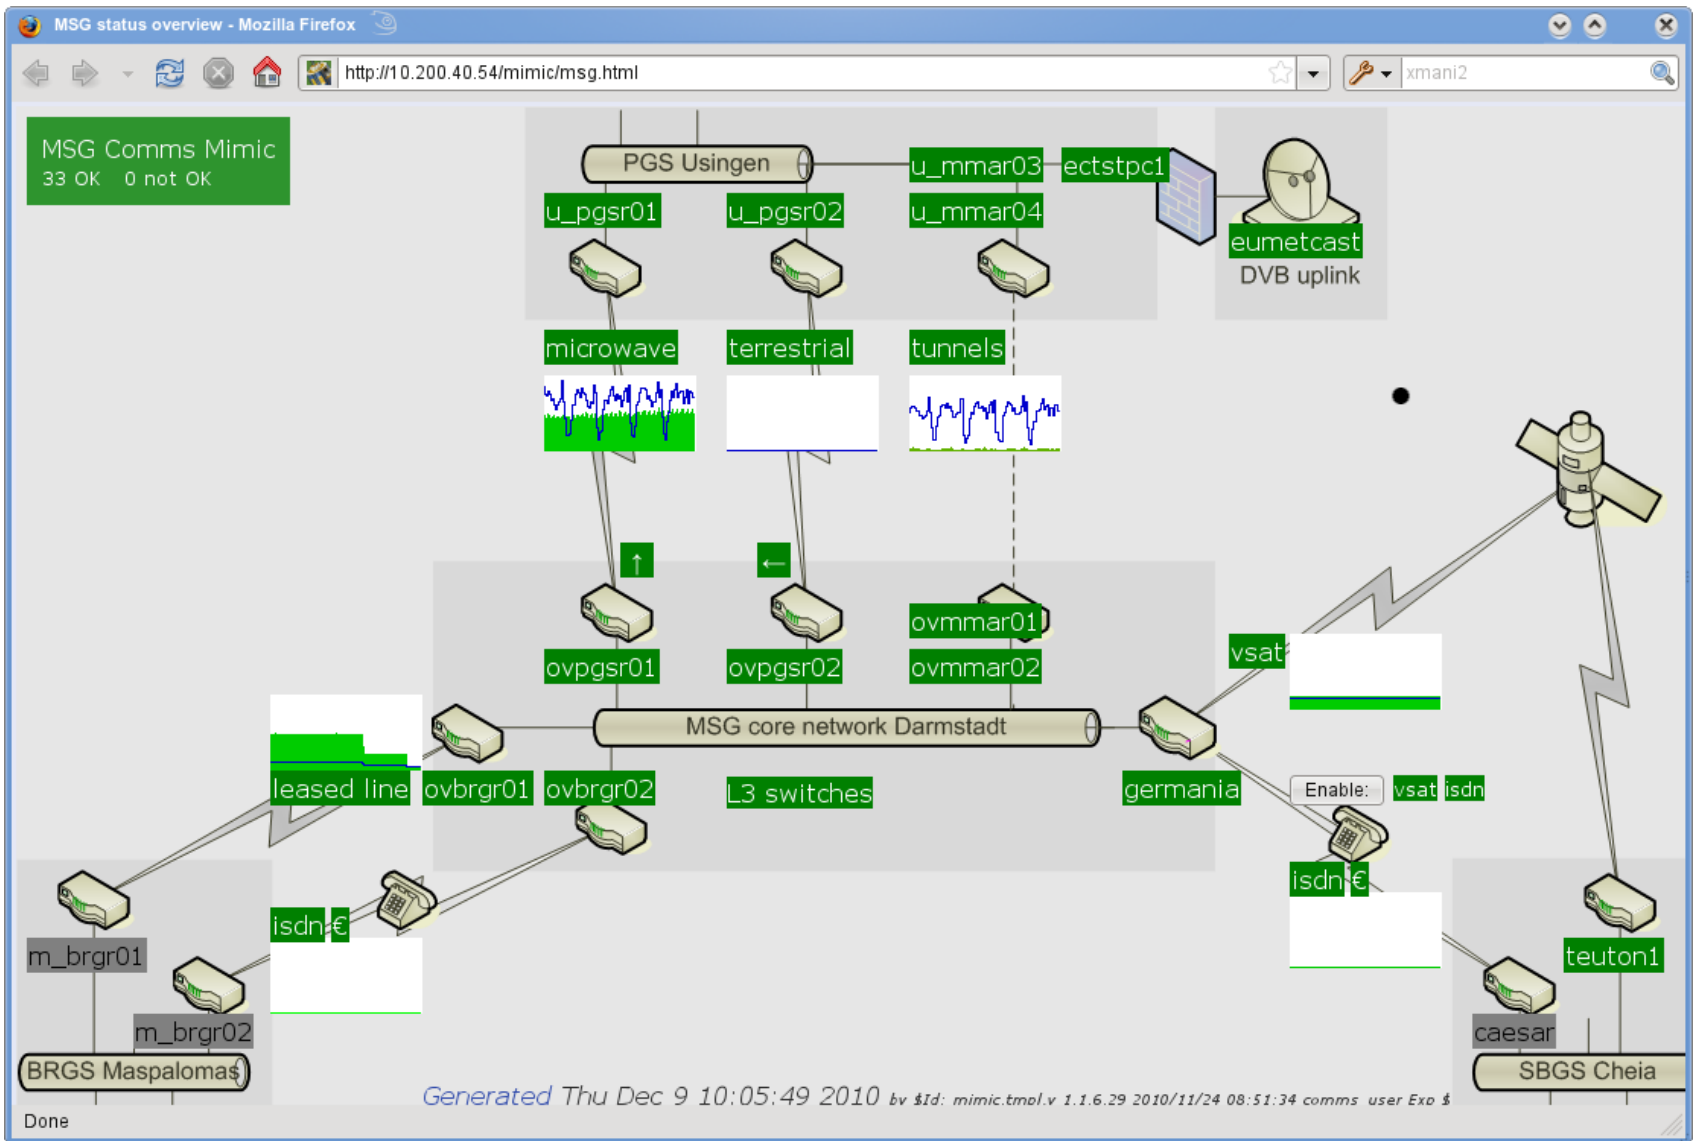 MSG status overview - Mozilla Firefox
http://10.200.40.54/mimic/msg.html
xmani2
MSG Comms Mimic
33 OK 0 not OK
PGS Usingen
u_mmar03
ectstpc1
u_pgsr01
u_pgsr02
u_mmar04
eumetcast
DVB uplink
microwave
terrestrial
tunnels
↑
←
ovmmar01
ovpgsr01
ovpgsr02
ovmmar02
vsat
MSG core network Darmstadt
leased line
ovbrgr01
ovbrgr02
L3 switches
germania
Enable:
vsat
isdn
isdn €
isdn €
m_brgr01
teuton1
m_brgr02
caesar
BRGS Maspalomas
SBGS Cheia
Generated Thu Dec 9 10:05:49 2010 by $Id: mimic.tmpl,v 1.1.6.29 2010/11/24 08:51:34 comms user Exp $
Done